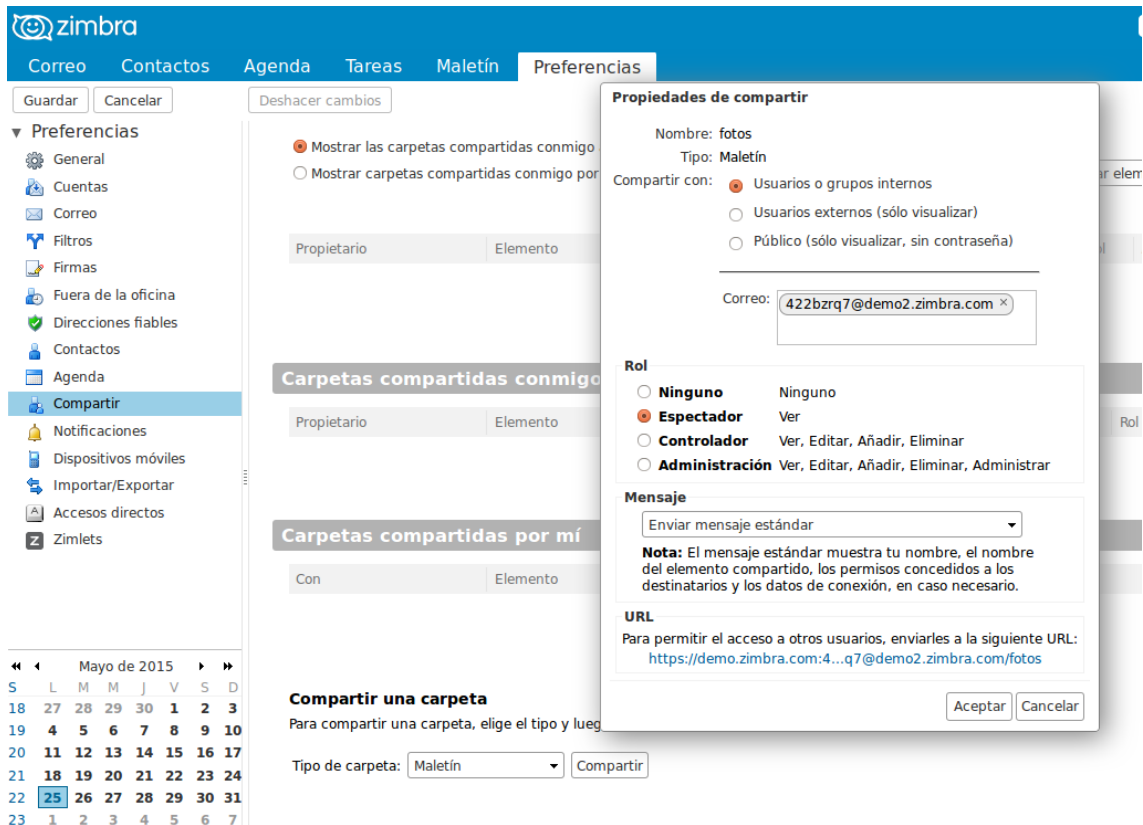 zimbra
Correo Contactos Agenda Tareas Maletín Preferencias
Guardar Cancelar Deshacer cambios
Preferencias
General
Cuentas
Correo
Filtros
Firmas
Fuera de la oficina
Direcciones fiables
Contactos
Agenda
Compartir
Notificaciones
Dispositivos móviles
Importar/Exportar
Accesos directos
Zimlets
Mayo de 2015
S L M M J V S D
18 27 28 29 30 1 2 3
19 4 5 6 7 8 9 10
20 11 12 13 14 15 16 17
21 18 19 20 21 22 23 24
22 25 26 27 28 29 30 31
23 1 2 3 4 5 6 7
Mostrar las carpetas compartidas conmigo
Mostrar carpetas compartidas conmigo por
Propietario Elemento
Carpetas compartidas conmigo
Propietario Elemento Rol
Carpetas compartidas por mí
Con Elemento
Compartir una carpeta
Para compartir una carpeta, elige el tipo y
Tipo de carpeta: Maletín Compartir
Propiedades de compartir
Nombre: fotos
Tipo: Maletín
Compartir con: Usuarios o grupos internos
Usuarios externos (sólo visualizar)
Público (sólo visualizar, sin contraseña)
Correo: 422bzrq7@demo2.zimbra.com ×
Rol
Ninguno Ninguno
Espectador Ver
Controlador Ver, Editar, Añadir, Eliminar
Administración Ver, Editar, Añadir, Eliminar, Administrar
Mensaje
Enviar mensaje estándar
Nota: El mensaje estándar muestra tu nombre, el nombre
del elemento compartido, los permisos concedidos a los
destinatarios y los datos de conexión, en caso necesario.
URL
Para permitir el acceso a otros usuarios, enviarles a la siguiente URL:
https://demo.zimbra.com:4...q7@demo2.zimbra.com/fotos
Aceptar Cancelar